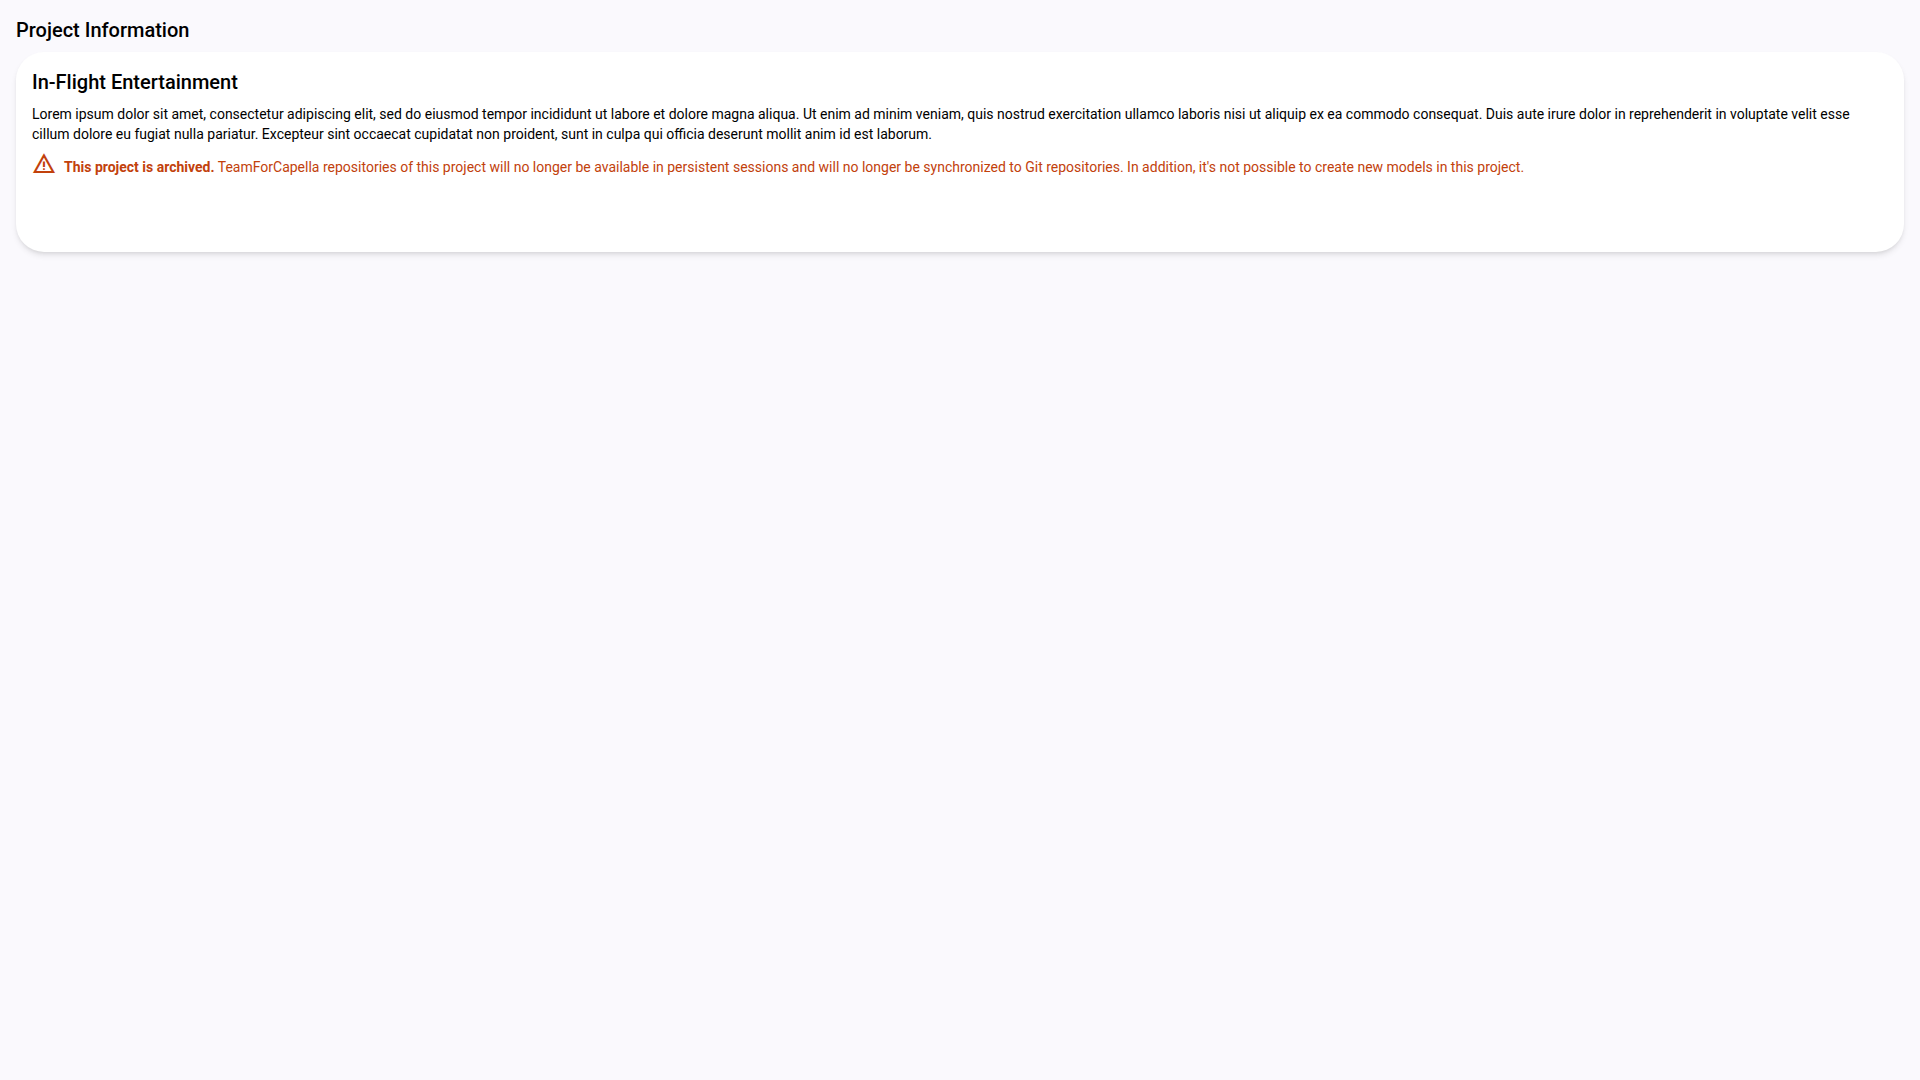 Project Information
In-Flight Entertainment
Lorem ipsum dolor sit amet, consectetur adipiscing elit, sed do eiusmod tempor incididunt ut labore et dolore magna aliqua. Ut enim ad minim veniam, quis nostrud exercitation ullamco laboris nisi ut aliquip ex ea commodo consequat. Duis aute irure dolor in reprehenderit in voluptate velit esse
cillum dolore eu fugiat nulla pariatur. Excepteur sint occaecat cupidatat non proident, sunt in culpa qui officia deserunt mollit anim id est laborum.
This project is archived. TeamForCapella repositories of this project will no longer be available in persistent sessions and will no longer be synchronized to Git repositories. In addition, it's not possible to create new models in this project.